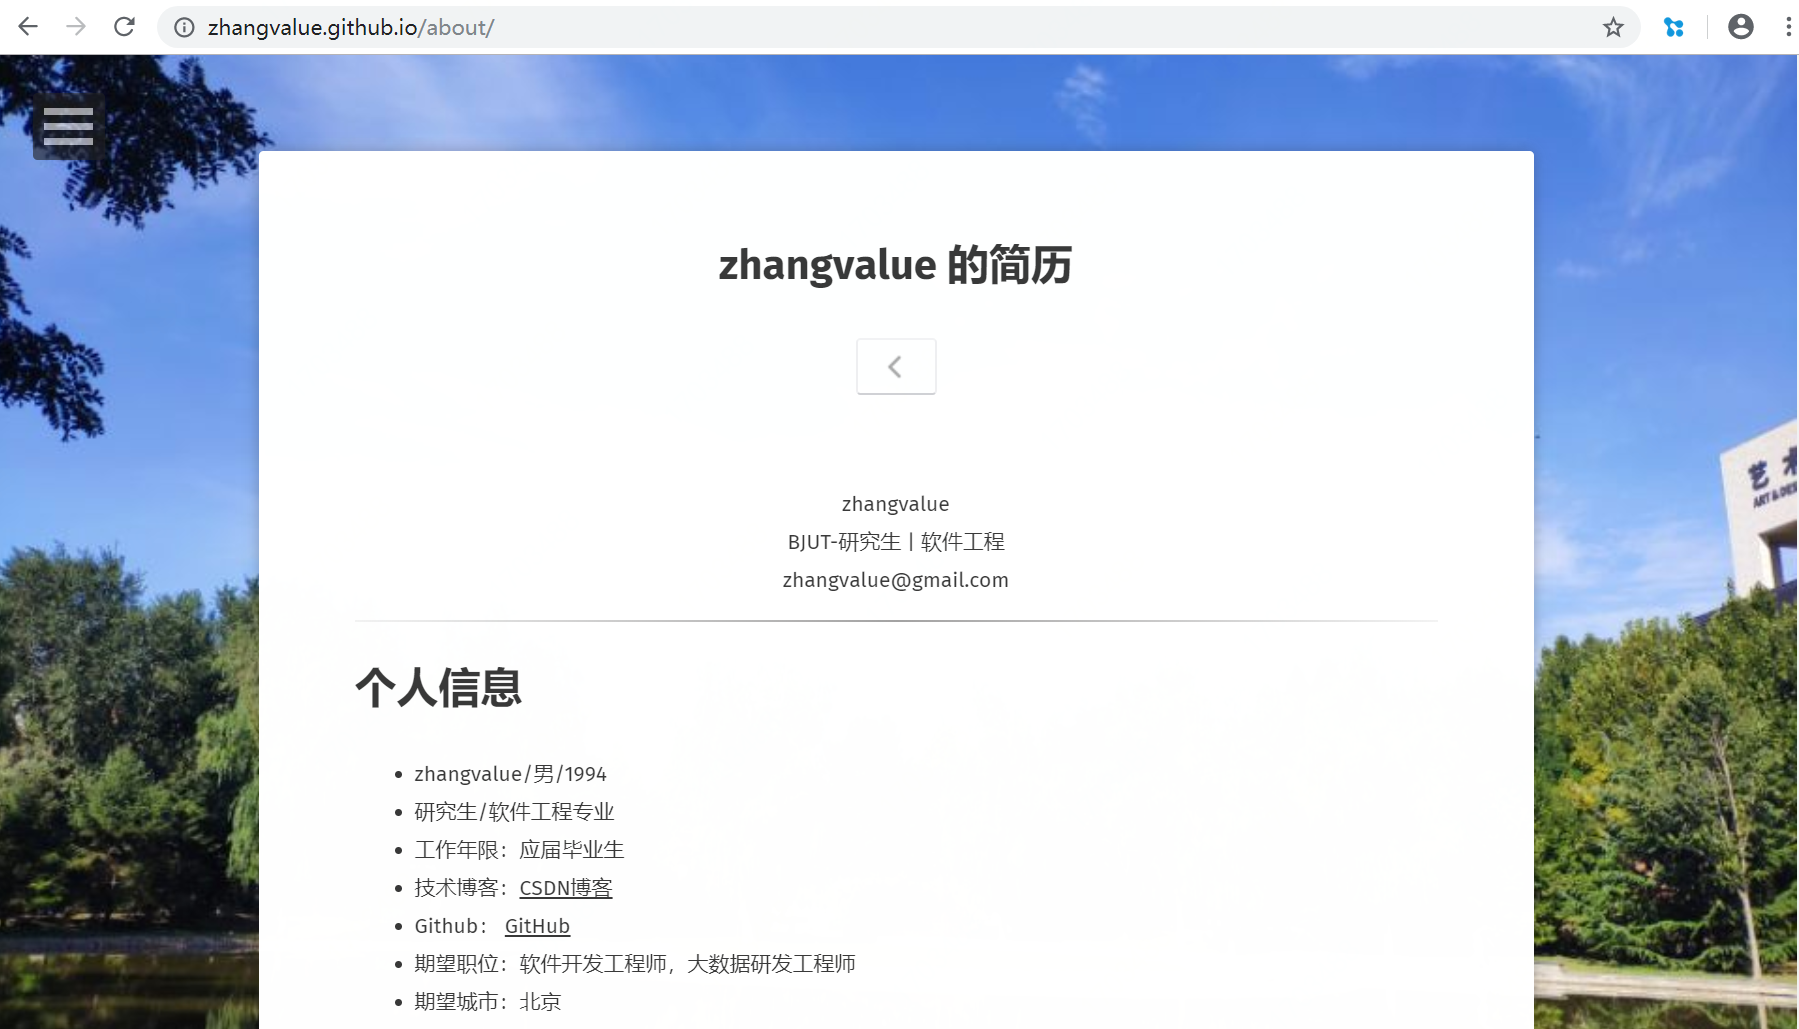 zhangvalue.github.io/about/
zhangvalue 的简历
艺
zhangvalue
BJUT-研究生 | 软件工程
zhangvalue@gmail.com
个人信息
zhangvalue/男/1994
研究生/软件工程专业
工作年限：应届毕业生
技术博客：CSDN博客
Github： GitHub
期望职位：软件开发工程师，大数据研发工程师
期望城市：北京